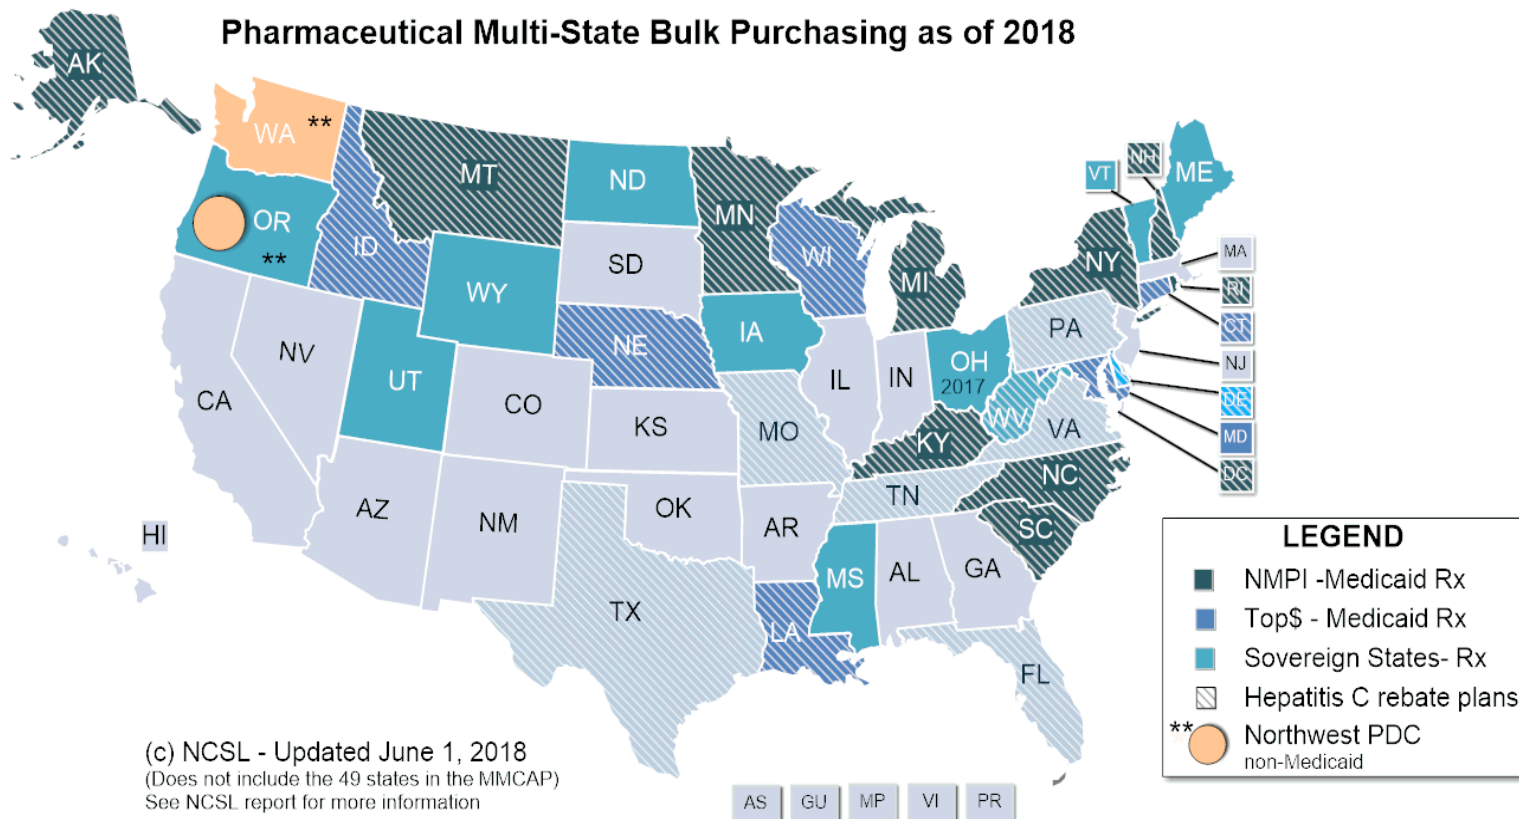 Pharmaceutical Multi-State Bulk Purchasing as of 2018
AK
WA **
MT
ND
MN
VT
NH
ME
OR
**
ID
SD
WI
MI
NY
MA
WY
RI
CT
NV
UT
NE
IA
PA
NJ
CA
CO
IL
IN
OH
2017
DE
KS
MO
WV
VA
MD
KY
DC
AZ
NM
OK
TN
NC
AR
SC
HI
MS
AL
GA
TX
LA
FL
LEGEND
NMPI -Medicaid Rx
Top$ - Medicaid Rx
Sovereign States- Rx
Hepatitis C rebate plans
** Northwest PDC
non-Medicaid
(c) NCSL - Updated June 1, 2018
(Does not include the 49 states in the MMCAP)
See NCSL report for more information
AS GU MP VI PR